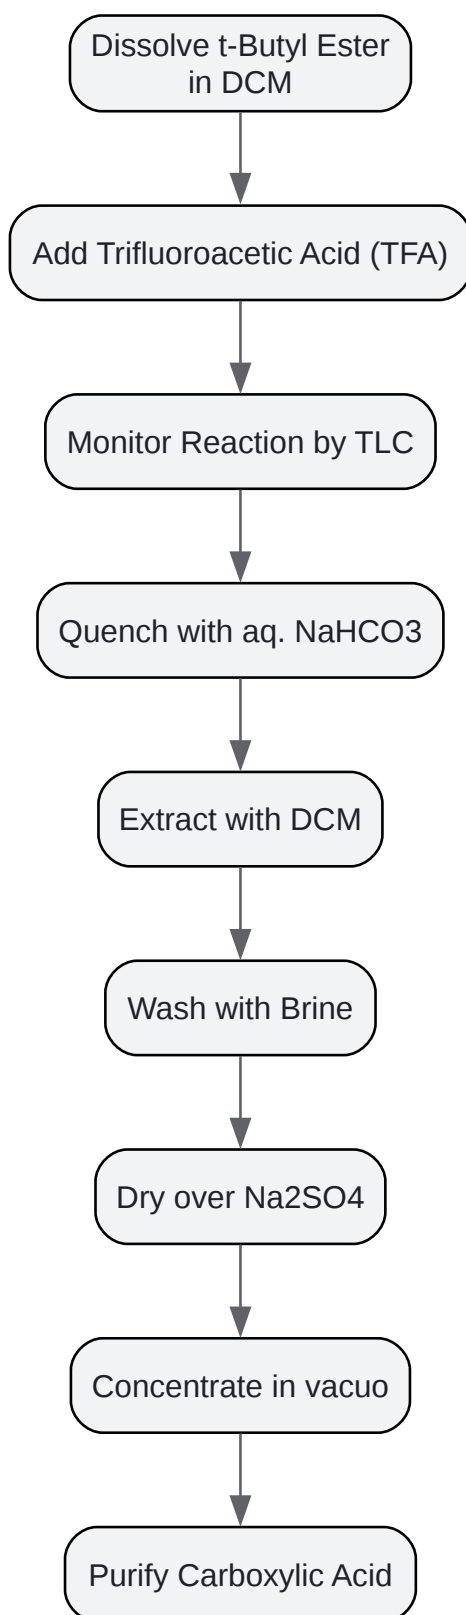 Dissolve t-Butyl Ester
in DCM
Add Trifluoroacetic Acid (TFA)
Monitor Reaction by TLC
Quench with aq. NaHCO3
Extract with DCM
Wash with Brine
Dry over Na2SO4
Concentrate in vacuo
Purify Carboxylic Acid